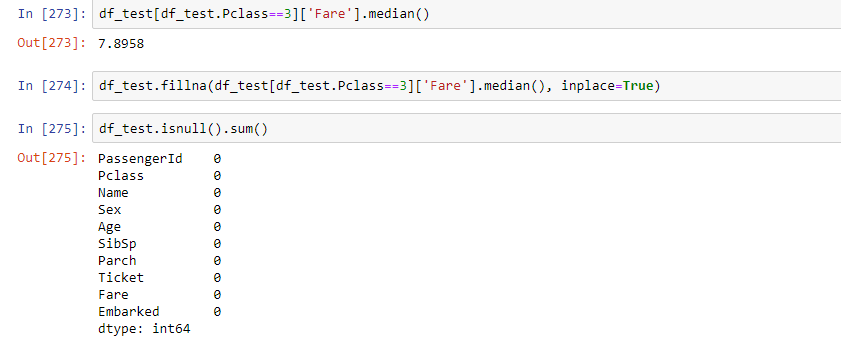 In [273]: df_test[df_test.Pclass==3]['Fare'].median()
Out[273]: 7.8958
In [274]: df_test.fillna(df_test[df_test.Pclass==3]['Fare'].median(), inplace=True)
In [275]: df_test.isnull().sum()
Out[275]: PassengerId    0
Pclass         0
Name           0
Sex            0
Age            0
SibSp          0
Parch          0
Ticket         0
Fare           0
Embarked       0
dtype: int64